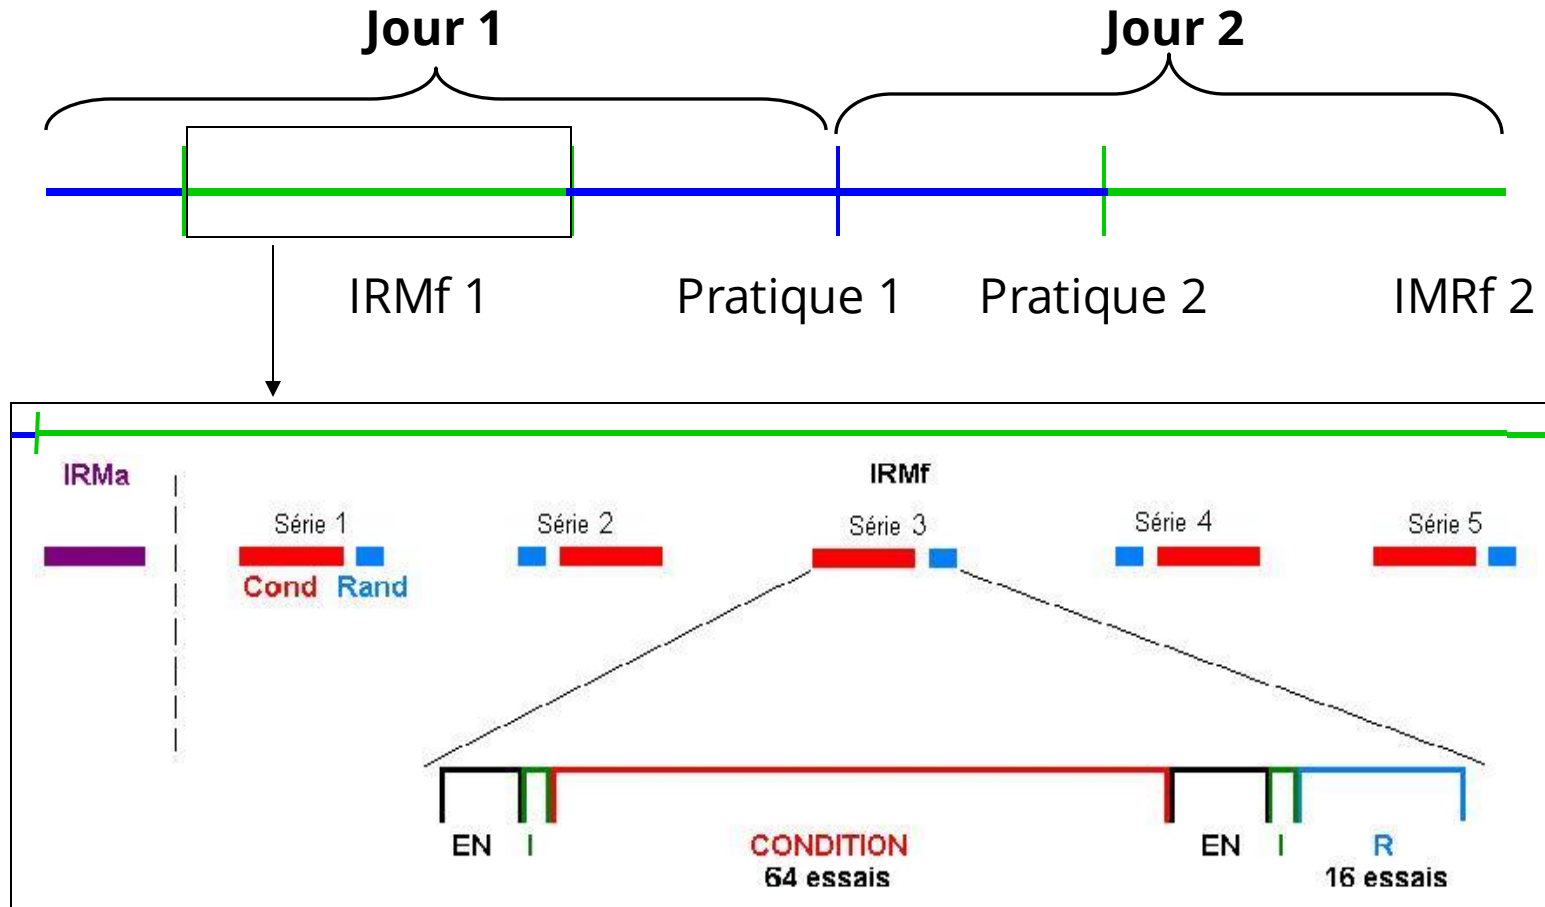 Jour 1 Jour 2
IRMf 1 Pratique 1 Pratique 2 IMRf 2
IRMa IRMf
Série 1 Série 2 Série 3 Série 4 Série 5
Cond Rand
EN I CONDITION EN I R
64 essais 16 essais